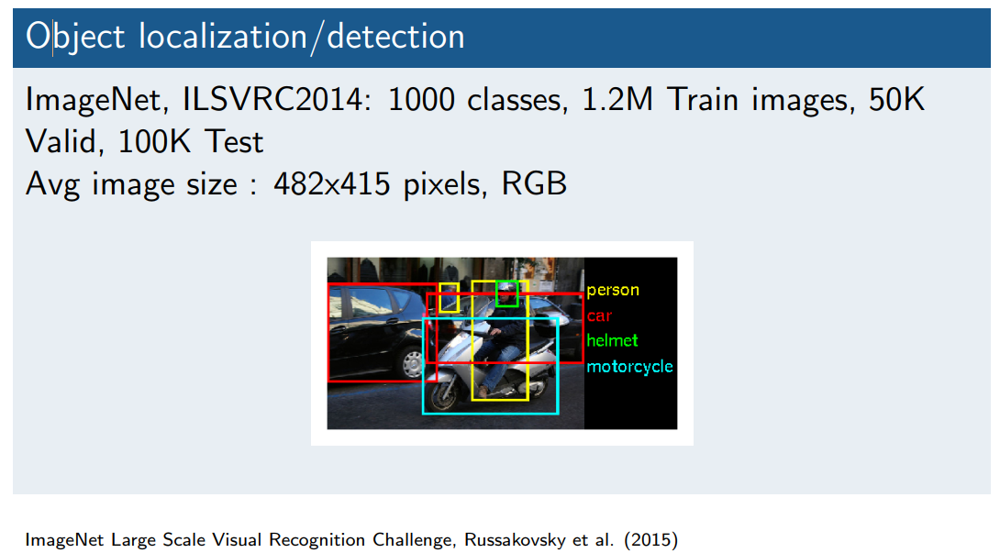 Object localization/detection
ImageNet, ILSVRC2014: 1000 classes, 1.2M Train images, 50K
Valid, 100K Test
Avg image size : 482x415 pixels, RGB
person
car
helmet
motorcycle
ImageNet Large Scale Visual Recognition Challenge, Russakovsky et al. (2015)